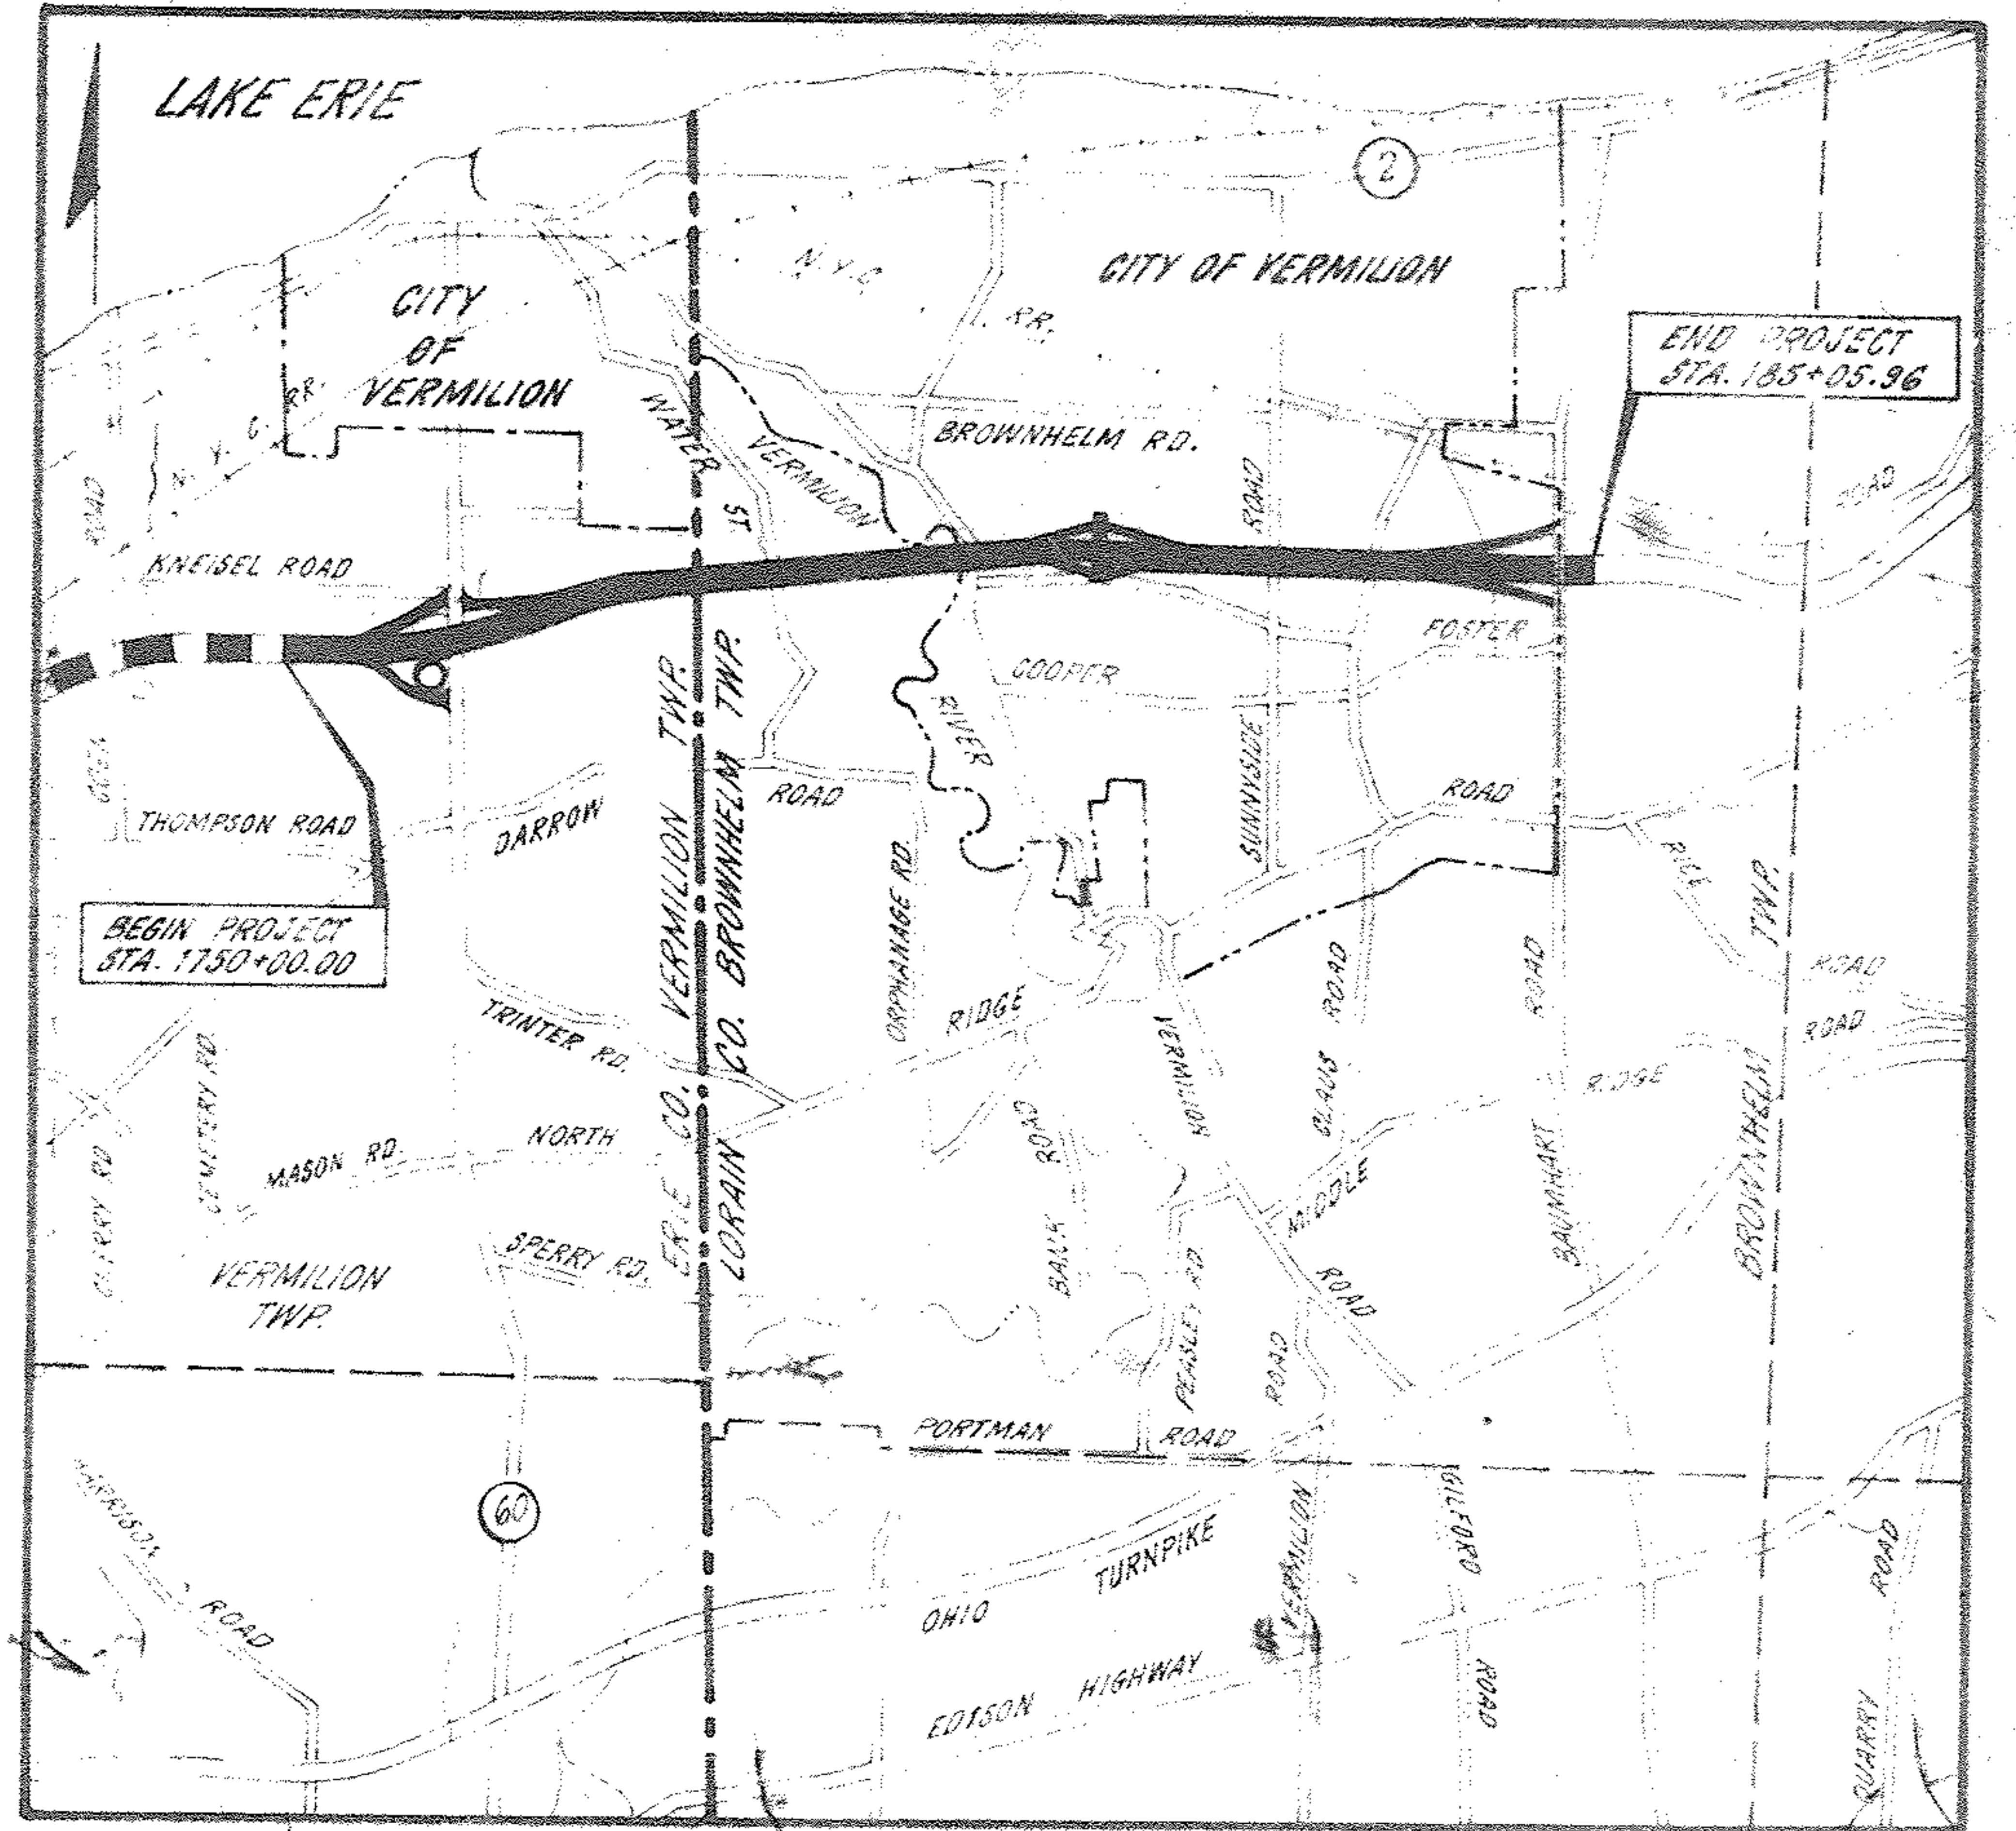 LAKE ERIE
2
CITY
OF
VERMILION
CITY OF VERMILION
N.Y.C.
RR.
END PROJECT
STA. 185+05.96
N. Y. C. RR.
WATER ST.
VERMILION
BROWNHELM RD.
ROAD
ROAD
ROAD
KNEISEL ROAD
FOSTER
COOPER
RIVER
SUNNYSIDE
THOMPSON ROAD
DARROW
ROAD
ROAD
ORPHANAGE RD.
BEGIN PROJECT
STA. 1750+00.00
ERIE CO. VERMILION TWP.
LORAIN CO. BROWNHELM TWP.
TRINTER RD.
RIDGE
ROAD
ROAD
ROAD
ROAD
VERMILION
CLAUS
RIDGE
BROWNHELM TWP.
CEMETERY RD.
MASON RD.
NORTH
ROAD
MIDDLE
BAUMHART
SPERRY RD.
BANK
PEASLEY RD.
ROAD
VERMILION
TWP.
ROAD
PORTMAN ROAD
60
ROAD
OHIO TURNPIKE
VERMILION
GILFORD
ROAD
ROAD
EDISON HIGHWAY
QUARRY